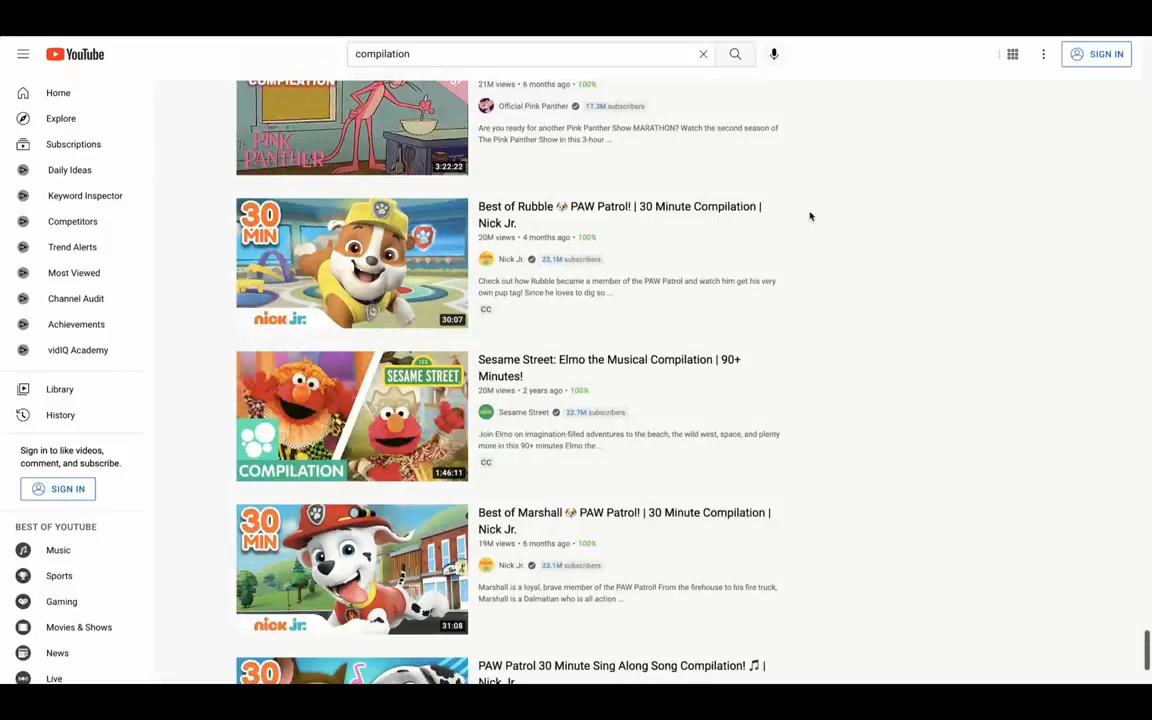 YouTube
compilation
SIGN IN
Home
Explore
Subscriptions
Daily Ideas
Keyword Inspector
Competitors
Trend Alerts
Most Viewed
Channel Audit
Achievements
vidIQ Academy
Library
History
Sign in to like videos,
comment, and subscribe.
SIGN IN
BEST OF YOUTUBE
Music
Sports
Gaming
Movies & Shows
News
Live
COMPILATION
PINK
PANTHER
3:22:22
21M views • 6 months ago • 100%
Official Pink Panther 17.3M subscribers
Are you ready for another Pink Panther Show MARATHON? Watch the second season of
The Pink Panther Show in this 3-hour ...
30
MIN
nick jr.
30:07
Best of Rubble 🐶 PAW Patrol! | 30 Minute Compilation |
Nick Jr.
20M views • 4 months ago • 100%
Nick Jr. 23.1M subscribers
Check out how Rubble became a member of the PAW Patrol and watch him get his very
own pup tag! Since he loves to dig so ...
CC
123
SESAME STREET
COMPILATION
1:46:11
Sesame Street: Elmo the Musical Compilation | 90+
Minutes!
20M views • 2 years ago • 100%
Sesame Street 22.7M subscribers
Join Elmo on imagination-filled adventures to the beach, the wild west, space, and plenty
more in this 90+ minutes Elmo the ...
CC
30
MIN
nick jr.
31:08
Best of Marshall 🐶 PAW Patrol! | 30 Minute Compilation |
Nick Jr.
19M views • 6 months ago • 100%
Nick Jr. 23.1M subscribers
Marshall is a loyal, brave member of the PAW Patrol! From the firehouse to his fire truck,
Marshall is a Dalmatian who is all action ...
30
PAW Patrol 30 Minute Sing Along Song Compilation! 🎵 |
Nick Jr.